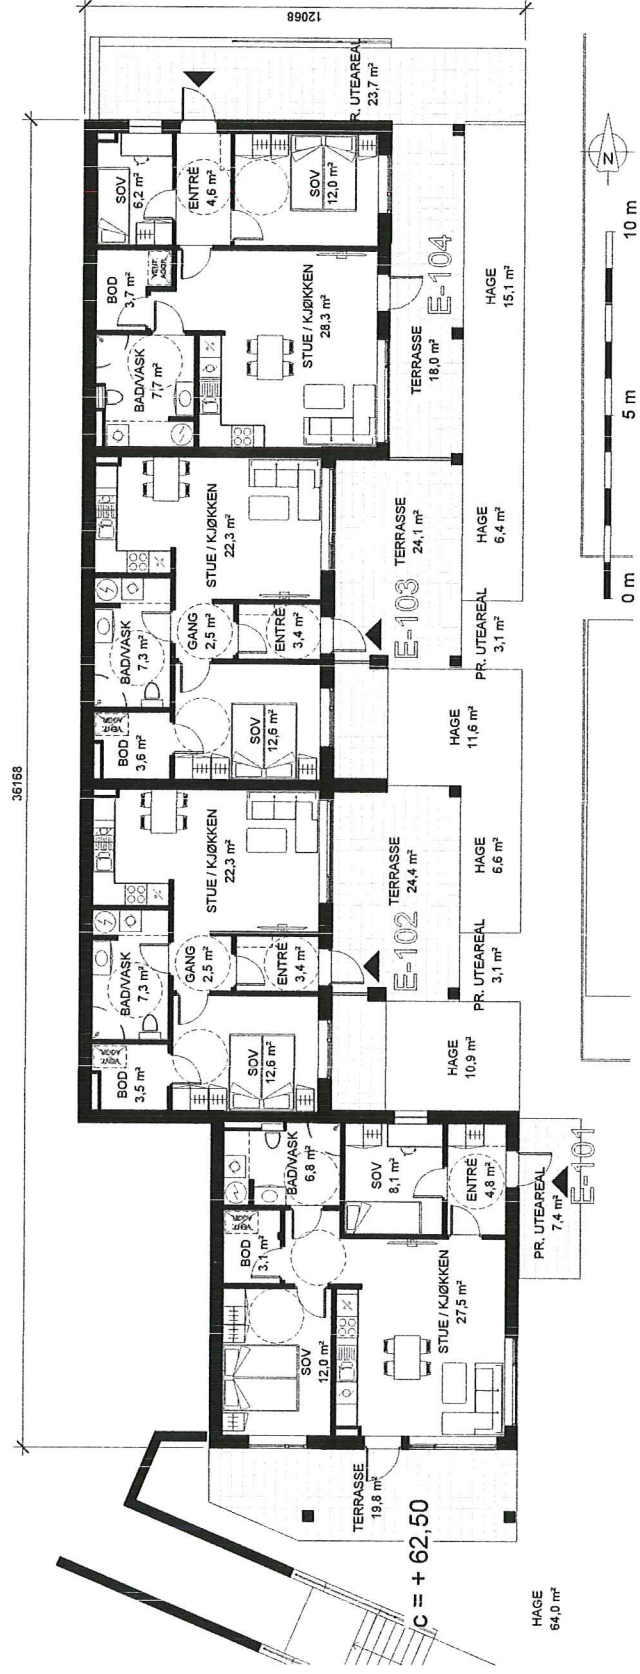 36168
12068
R. UTEAREAL
23,7 m²
SOV
6,2 m²
ENTRÉ
4,6 m²
SOV
12,0 m²
BOD
3,7 m²
VENT.
AGGR.
BAD/VASK
7,7 m²
STUE / KJØKKEN
28,3 m²
TERRASSE
18,0 m²
E-104
HAGE
15,1 m²
STUE / KJØKKEN
22,3 m²
BAD/VASK
7,3 m²
GANG
2,5 m²
ENTRÉ
3,4 m²
BOD
3,6 m²
VENT.
AGGR.
SOV
12,6 m²
TERRASSE
24,1 m²
E-103
HAGE
6,4 m²
PR. UTEAREAL
3,1 m²
HAGE
11,6 m²
STUE / KJØKKEN
22,3 m²
BAD/VASK
7,3 m²
GANG
2,5 m²
ENTRÉ
3,4 m²
BOD
3,5 m²
VENT.
AGGR.
SOV
12,6 m²
TERRASSE
24,4 m²
E-102
HAGE
6,6 m²
PR. UTEAREAL
3,1 m²
HAGE
10,9 m²
BAD/VASK
6,8 m²
SOV
8,1 m²
ENTRÉ
4,8 m²
BOD
3,1 m²
VENT.
AGGR.
SOV
12,0 m²
STUE / KJØKKEN
27,5 m²
PR. UTEAREAL
7,4 m²
E-101
TERRASSE
19,8 m²
C = + 62,50
HAGE
64,0 m²
N
0 m
5 m
10 m